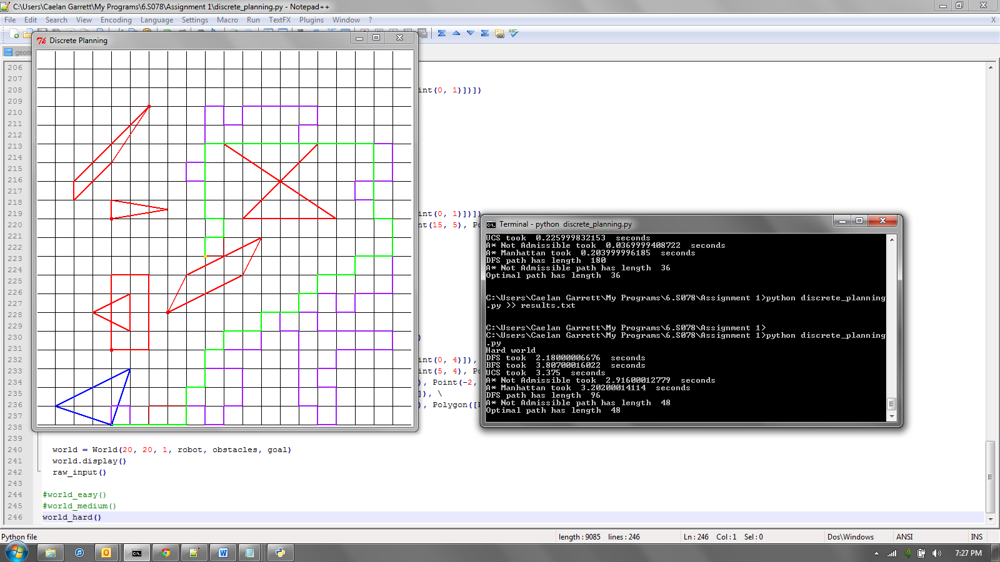 C:\Users\Caelan Garrett\My Programs\6.S078\Assignment 1\discrete_planning.py - Notepad++
File Edit Search View Encoding Language Settings Macro Run TextFX Plugins Window ? X
Discrete Planning
geom
206
207
208 int(0, 1)])])
209
210
211
212
213
214
215
216
217
218
219 int(0, 1)])])
220 nt(15, 5), Po
221
222
223
224
225
226
227
228
229
230 )
231
232 int(0, 4)]),
233 int(5, 4), Po
234 ), Point(-2,
235 ]), \
236 ), Polygon([P
237
238
239
240 world = World(20, 20, 1, robot, obstacles, goal)
241 world.display()
242 raw_input()
243
244 #world_easy()
245 #world_medium()
246 world_hard()
Terminal - python discrete_planning.py
UCS took 0.225999832153 seconds
A* Not Admissible took 0.0369999408722 seconds
A* Manhattan took 0.203999996185 seconds
DFS path has length 180
A* Not Admissible path has length 36
Optimal path has length 36
C:\Users\Caelan Garrett\My Programs\6.S078\Assignment 1>python discrete_planning
.py >> results.txt
C:\Users\Caelan Garrett\My Programs\6.S078\Assignment 1>
C:\Users\Caelan Garrett\My Programs\6.S078\Assignment 1>python discrete_planning
.py
Hard world
DFS took 2.18000006676 seconds
BFS took 3.80700016022 seconds
UCS took 3.375 seconds
A* Not Admissible took 2.91600012779 seconds
A* Manhattan took 3.20200014114 seconds
DFS path has length 96
A* Not Admissible path has length 48
Optimal path has length 48
Python file length : 9085 lines : 246 Ln : 246 Col : 1 Sel : 0 Dos\Windows ANSI INS
7:27 PM